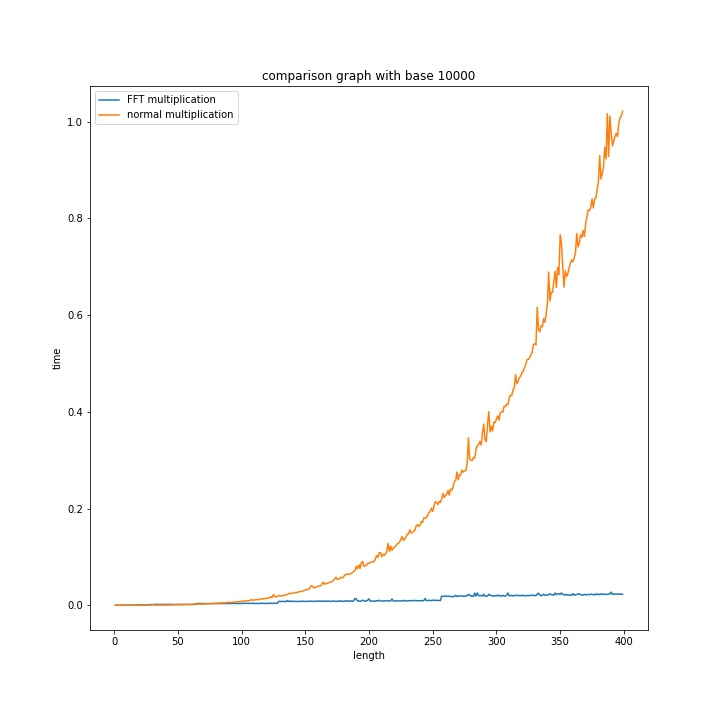 comparison graph with base 10000
FFT multiplication
normal multiplication
1.0
0.8
0.6
0.4
0.2
0.0
time
0 50 100 150 200 250 300 350 400
length